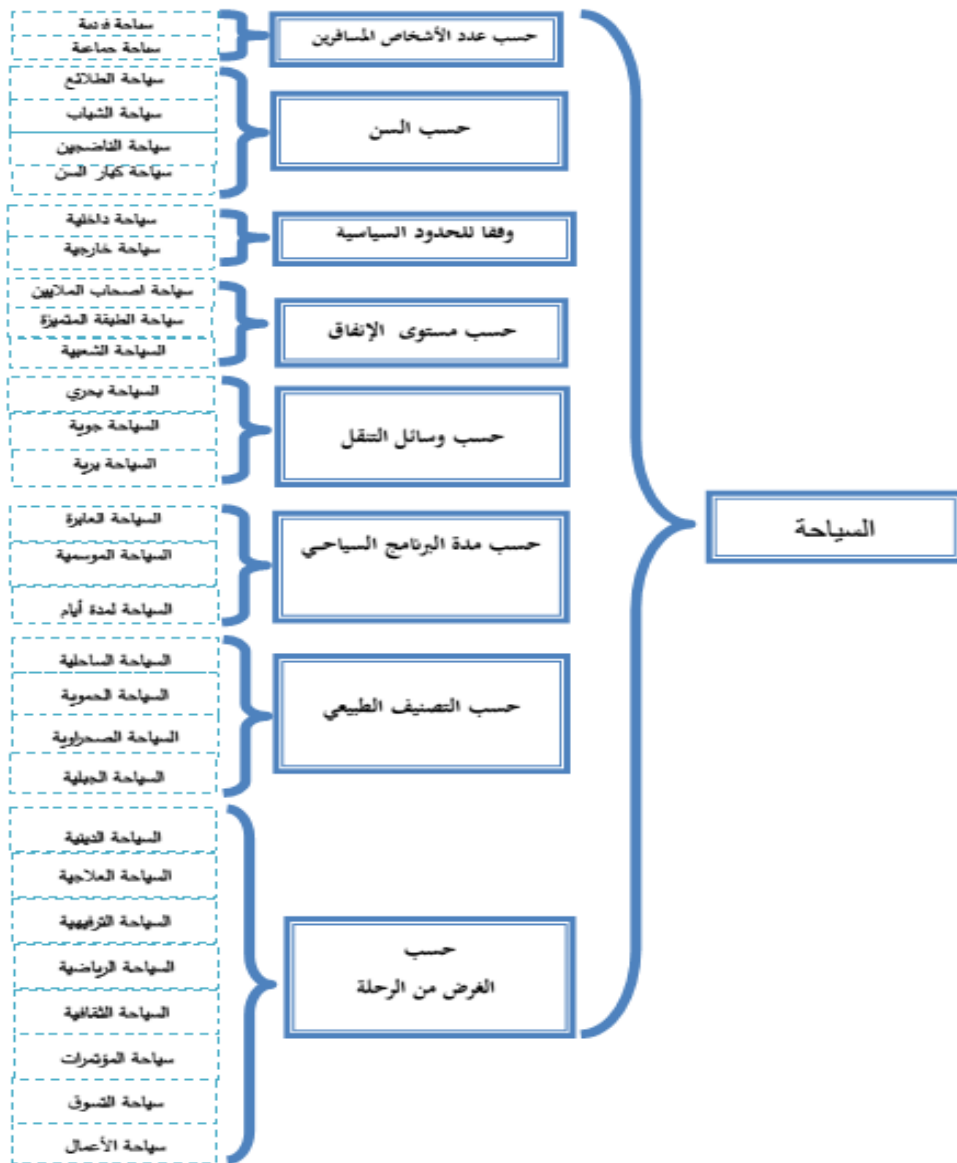 السياحة
حسب عدد الأشخاص المسافرين
سياحة فردية
سياحة جماعية
حسب السن
سياحة الطلائع
سياحة الشباب
سياحة الناضجين
سياحة كبار السن
وفقا للحدود السياسية
سياحة داخلية
سياحة خارجية
حسب مستوى الإنفاق
سياحة اصحاب الملايين
سياحة الطبقة المتميزة
السياحة الشعبية
حسب وسائل التنقل
السياحة بحري
السياحة جوية
السياحة برية
حسب مدة البرنامج السياحي
السياحة العابرة
السياحة الموسمية
السياحة لمدة أيام
حسب التصنيف الطبيعي
السياحة الساحلية
السياحة الحموية
السياحة الصحراوية
السياحة الجبلية
حسب
الغرض من الرحلة
السياحة الدينية
السياحة العلاجية
السياحة الترفيهية
السياحة الرياضية
السياحة الثقافية
سياحة المؤتمرات
سياحة التسوق
سياحة الأعمال